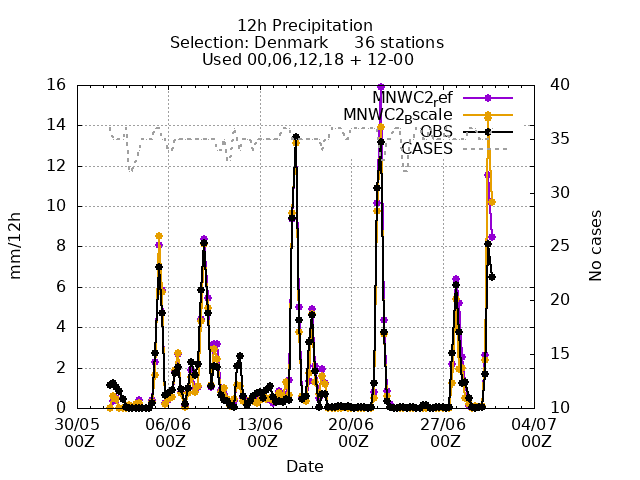 12h Precipitation
Selection: Denmark 36 stations
Used 00,06,12,18 + 12-00
16 40
MNWC2ref
MNWC2Bscale
14 OBS 35
CASES
12
10 30
8 25
6 20
4 15
2
0 10
mm/12h
No cases
30/05 06/06 13/06 20/06 27/06 04/07
00Z 00Z 00Z 00Z 00Z 00Z
Date